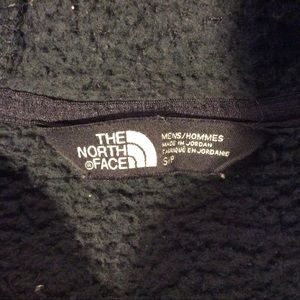 THE
NORTH
FACE
MENS/HOMMES
MADE IN JORDAN
FABRIQUÉ EN JORDANIE
S/P